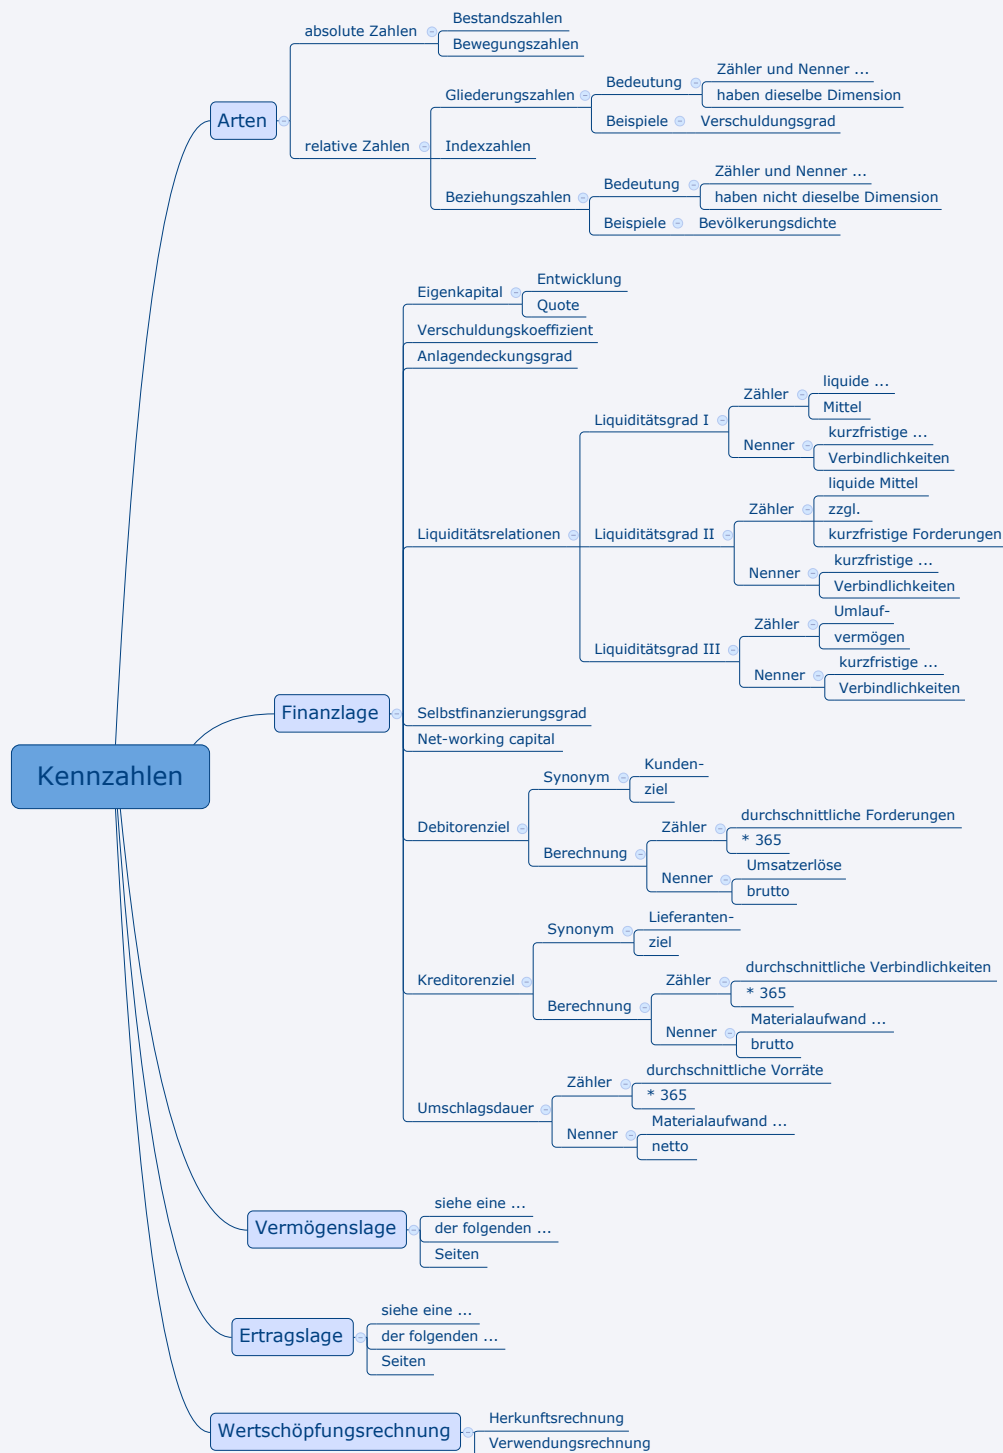 Kennzahlen
Arten
absolute Zahlen
Bestandszahlen
Bewegungszahlen
relative Zahlen
Gliederungszahlen
Bedeutung
Zähler und Nenner ...
haben dieselbe Dimension
Beispiele
Verschuldungsgrad
Indexzahlen
Beziehungszahlen
Bedeutung
Zähler und Nenner ...
haben nicht dieselbe Dimension
Beispiele
Bevölkerungsdichte
Finanzlage
Eigenkapital
Entwicklung
Quote
Verschuldungskoeffizient
Anlagendeckungsgrad
Liquiditätsrelationen
Liquiditätsgrad I
Zähler
liquide ...
Mittel
Nenner
kurzfristige ...
Verbindlichkeiten
Liquiditätsgrad II
Zähler
liquide Mittel
zzgl.
kurzfristige Forderungen
Nenner
kurzfristige ...
Verbindlichkeiten
Liquiditätsgrad III
Zähler
Umlauf-
vermögen
Nenner
kurzfristige ...
Verbindlichkeiten
Selbstfinanzierungsgrad
Net-working capital
Debitorenziel
Synonym
Kunden-
ziel
Berechnung
Zähler
durchschnittliche Forderungen
* 365
Nenner
Umsatzerlöse
brutto
Kreditorenziel
Synonym
Lieferanten-
ziel
Berechnung
Zähler
durchschnittliche Verbindlichkeiten
* 365
Nenner
Materialaufwand ...
brutto
Umschlagsdauer
Zähler
durchschnittliche Vorräte
* 365
Nenner
Materialaufwand ...
netto
Vermögenslage
siehe eine ...
der folgenden ...
Seiten
Ertragslage
siehe eine ...
der folgenden ...
Seiten
Wertschöpfungsrechnung
Herkunftsrechnung
Verwendungsrechnung